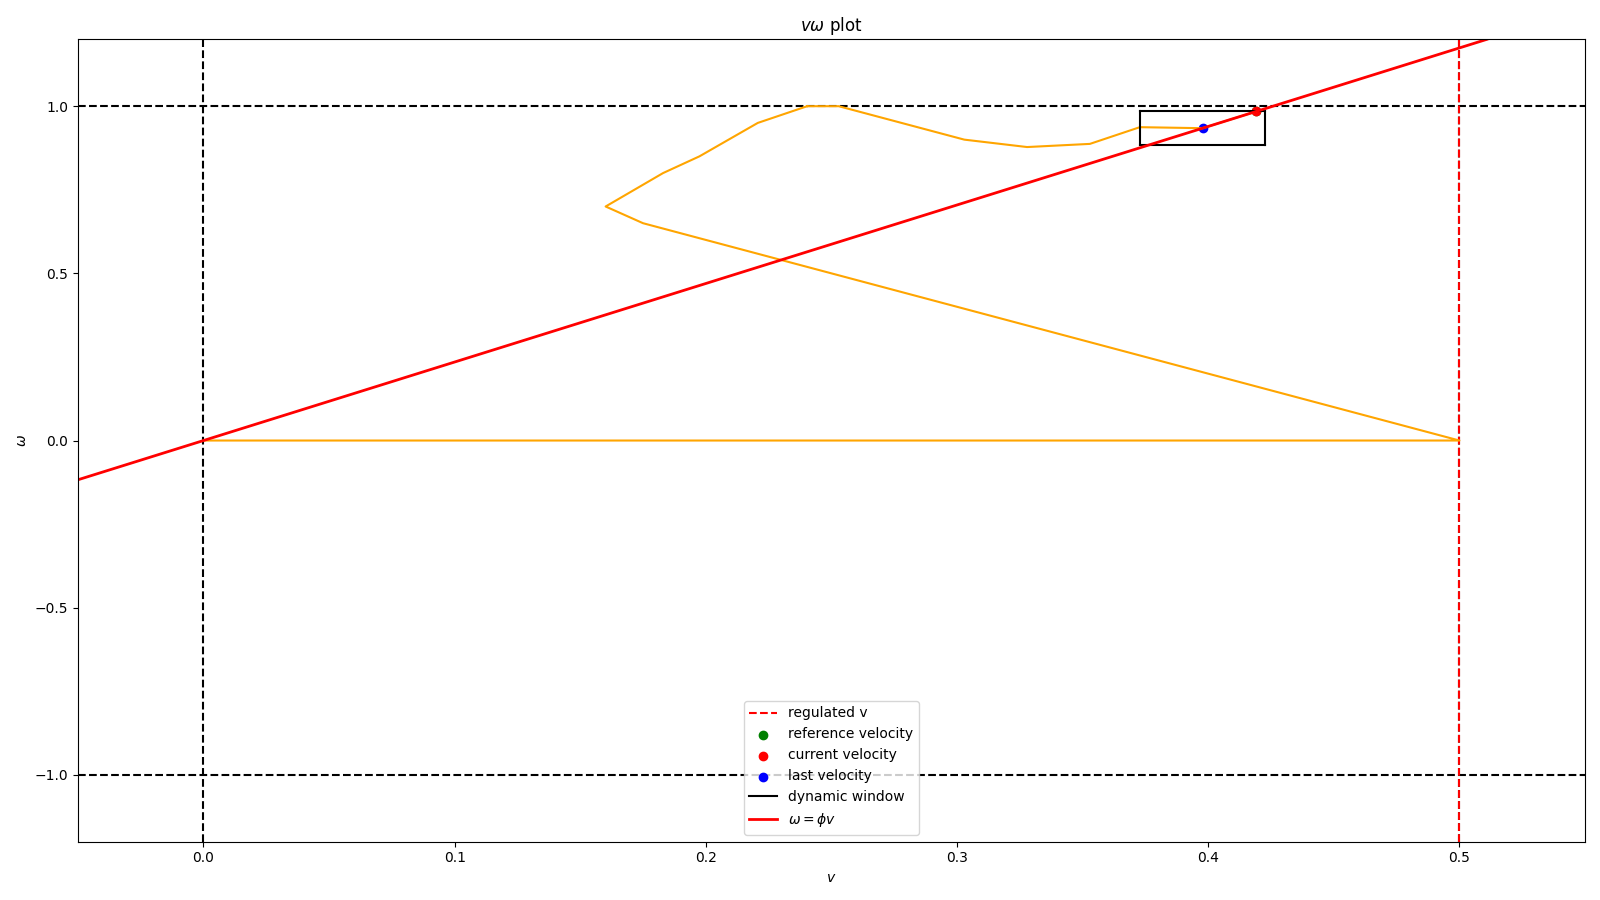 vω plot
ω
1.0
0.5
0.0
−0.5
−1.0
regulated v
reference velocity
current velocity
last velocity
dynamic window
ω = ϕv
0.0 0.1 0.2 0.3 0.4 0.5
v